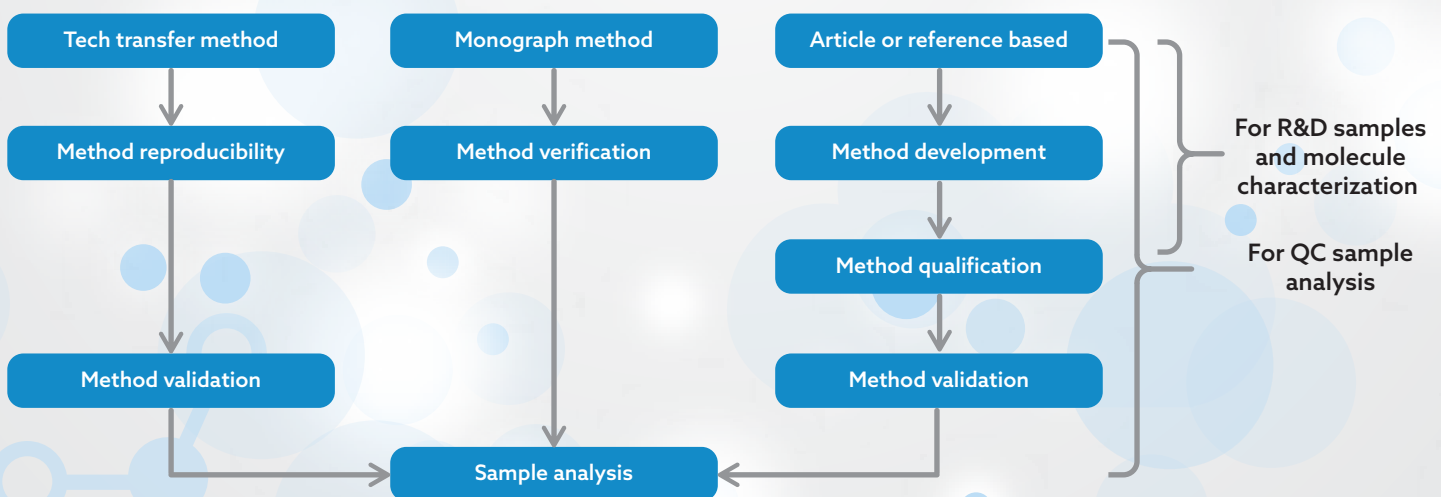 Tech transfer method
Monograph method
Article or reference based
Method reproducibility
Method verification
Method development
For R&D samples
and molecule
characterization
Method qualification
For QC sample
analysis
Method validation
Method validation
Sample analysis